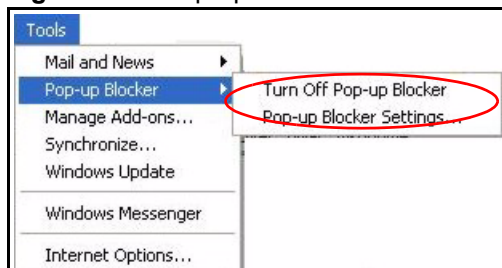 Tools
Mail and News
Pop-up Blocker
Turn Off Pop-up Blocker
Manage Add-ons...
Pop-up Blocker Settings...
Synchronize...
Windows Update
Windows Messenger
Internet Options...